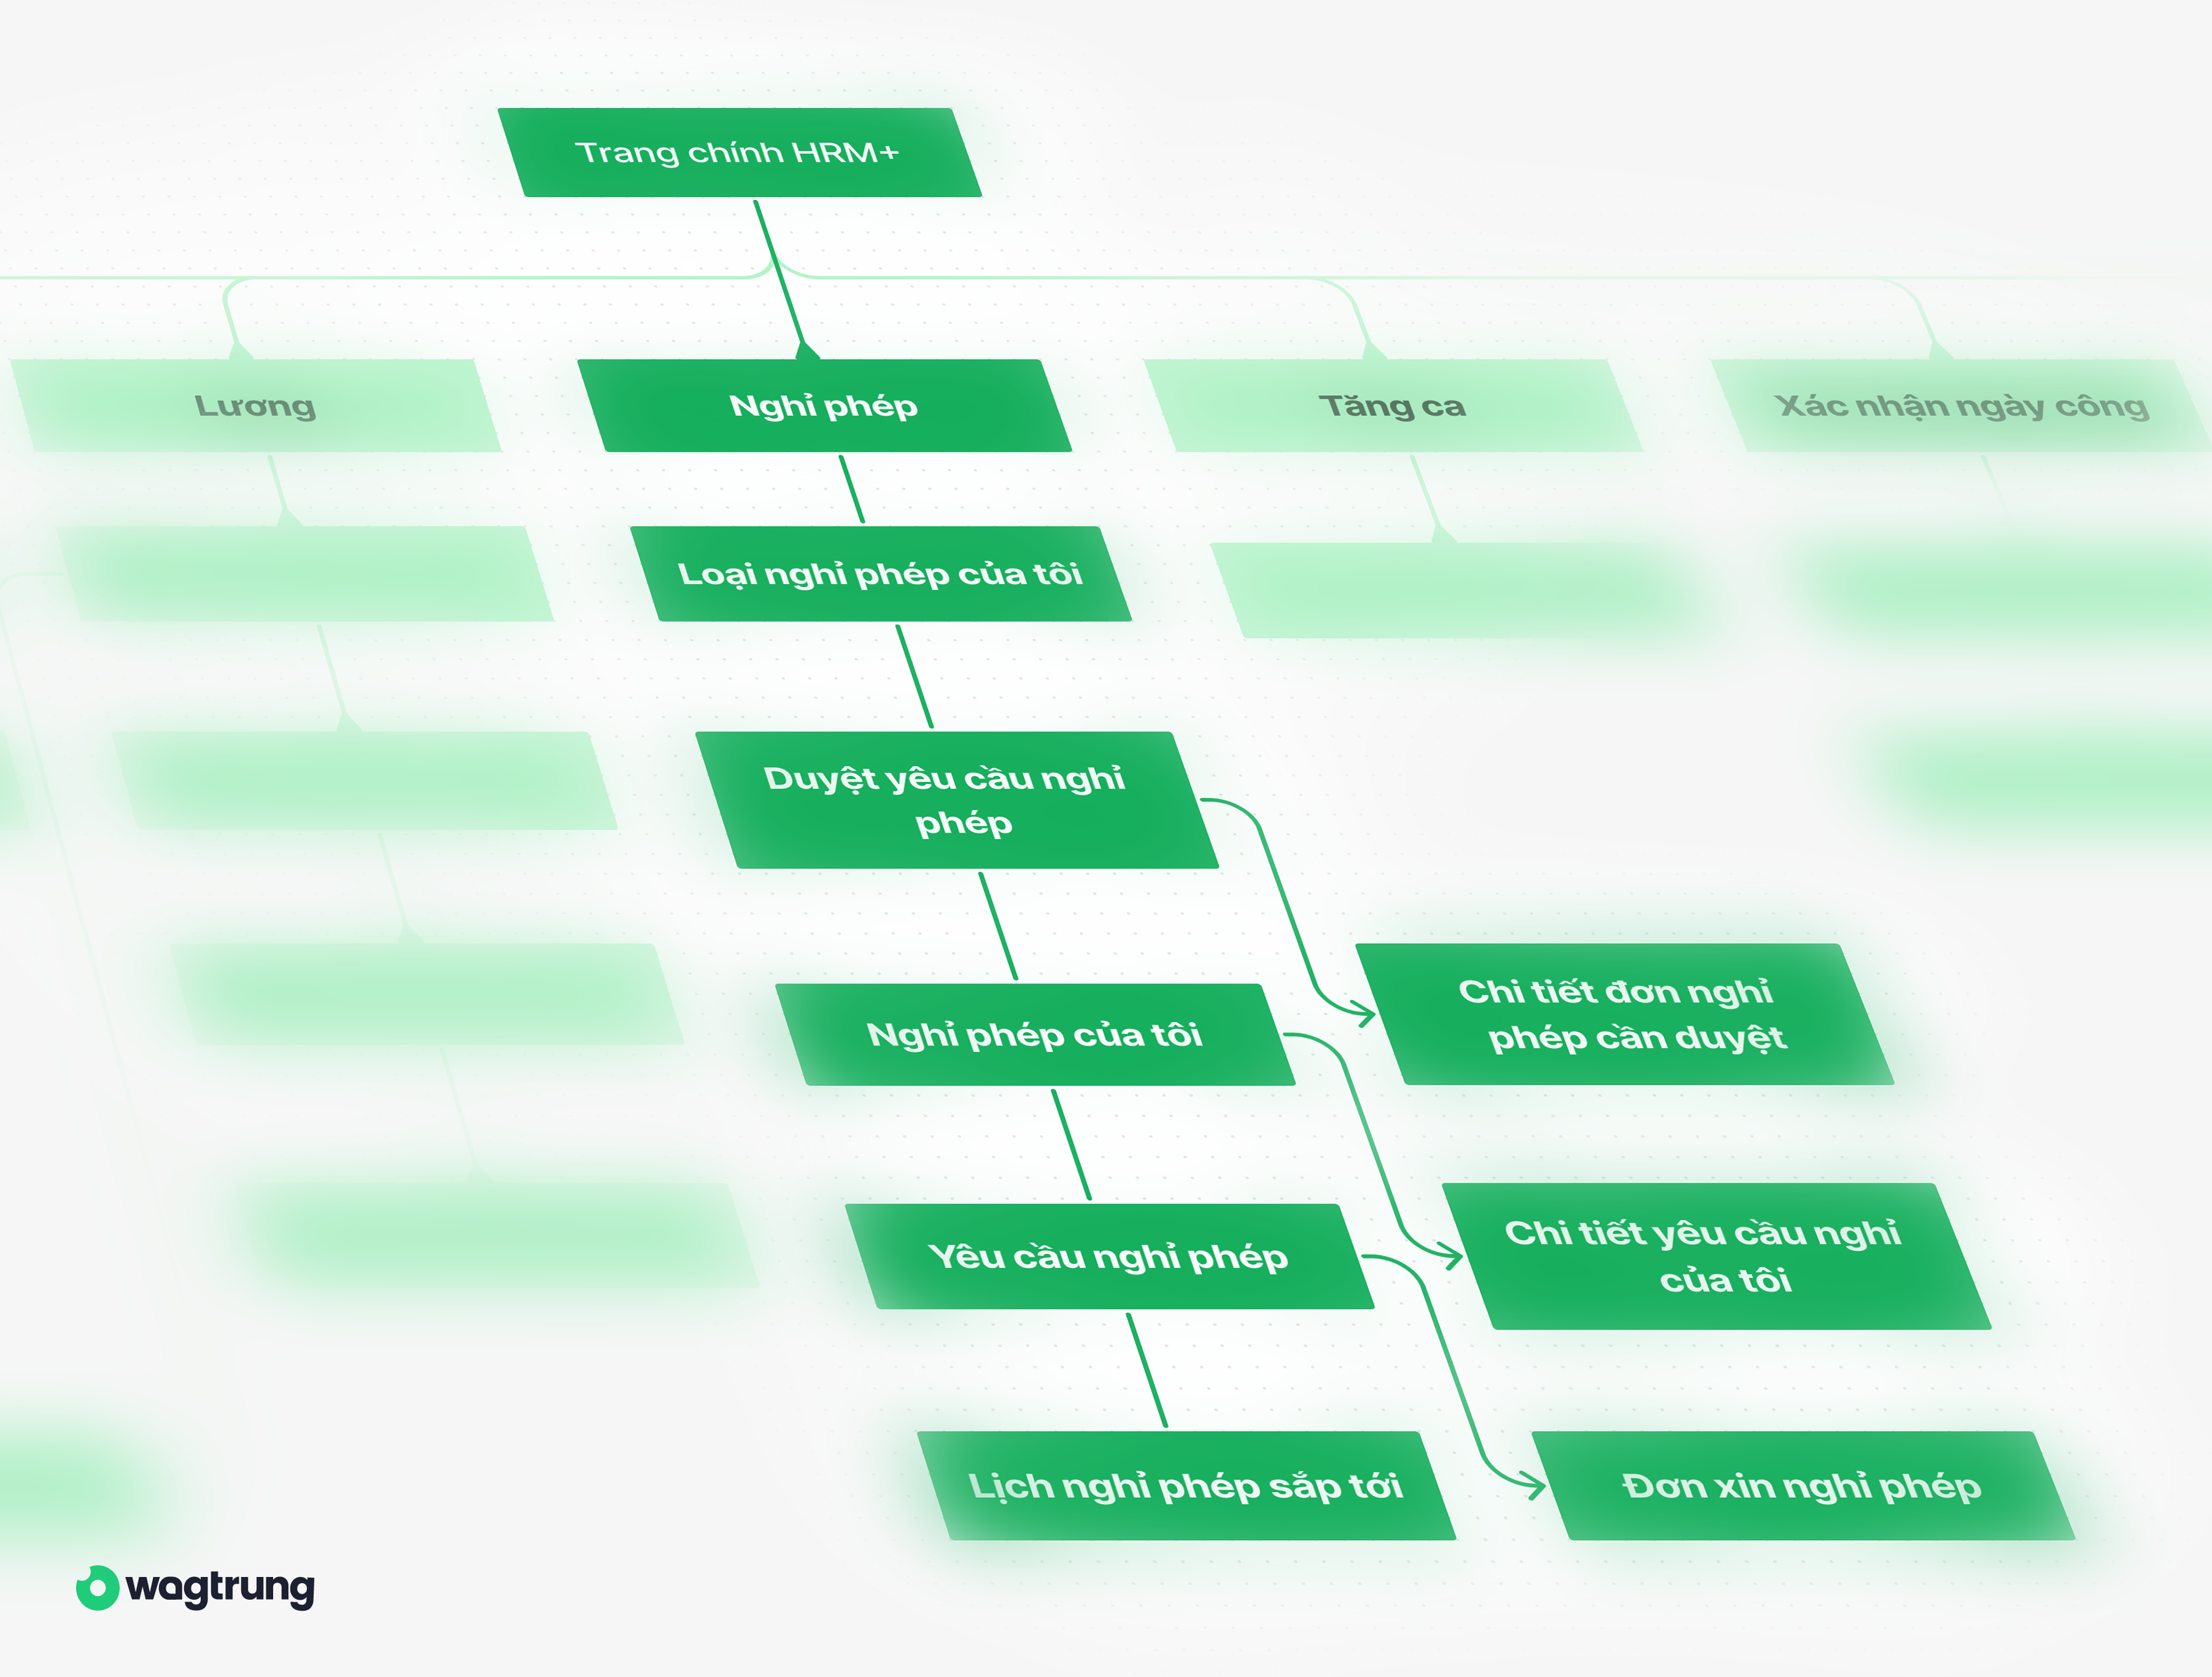 Trang chính HRM+
Lương
Nghỉ phép
Tăng ca
Xác nhận ngày công
Loại nghỉ phép của tôi
Duyệt yêu cầu nghỉ
phép
Chi tiết đơn nghỉ
phép cần duyệt
Nghỉ phép của tôi
Chi tiết yêu cầu nghỉ
của tôi
Yêu cầu nghỉ phép
Lịch nghỉ phép sắp tới
Đơn xin nghỉ phép
wagtrung